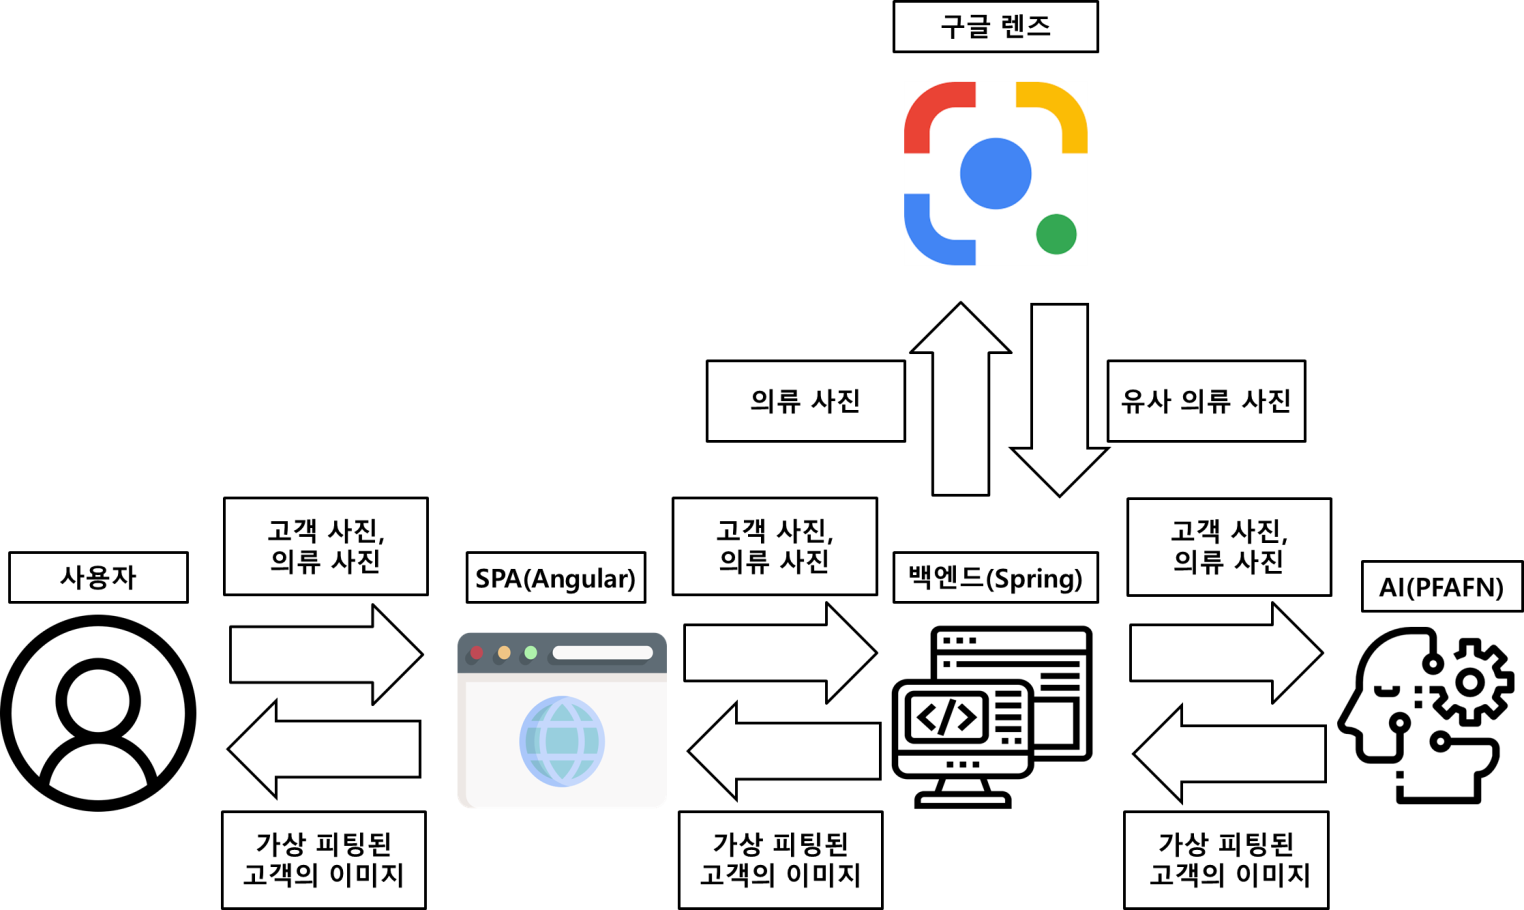 구글 렌즈
의류 사진
유사 의류 사진
고객 사진,
의류 사진
고객 사진,
의류 사진
고객 사진,
의류 사진
사용자
SPA(Angular)
백엔드(Spring)
AI(PFAFN)
</>
가상 피팅된
고객의 이미지
가상 피팅된
고객의 이미지
가상 피팅된
고객의 이미지